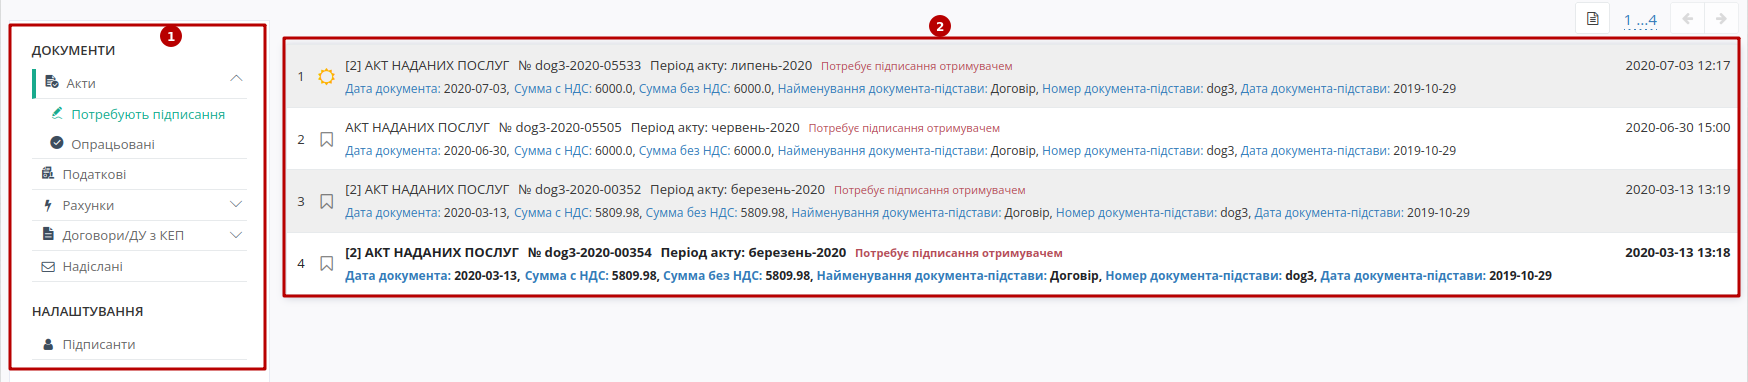 1
ДОКУМЕНТИ
Акти
Потребують підписання
Опрацьовані
Податкові
Рахунки
Договори/ДУ з КЕП
Надіслані
НАЛАШТУВАННЯ
Підписанти
2
1 ...4
1 [2] АКТ НАДАНИХ ПОСЛУГ № dog3-2020-05533 Період акту: липень-2020 Потребує підписання отримувачем 2020-07-03 12:17
Дата документа: 2020-07-03, Сумма с НДС: 6000.0, Сумма без НДС: 6000.0, Найменування документа-підстави: Договір, Номер документа-підстави: dog3, Дата документа-підстави: 2019-10-29
2 АКТ НАДАНИХ ПОСЛУГ № dog3-2020-05505 Період акту: червень-2020 Потребує підписання отримувачем 2020-06-30 15:00
Дата документа: 2020-06-30, Сумма с НДС: 6000.0, Сумма без НДС: 6000.0, Найменування документа-підстави: Договір, Номер документа-підстави: dog3, Дата документа-підстави: 2019-10-29
3 [2] АКТ НАДАНИХ ПОСЛУГ № dog3-2020-00352 Період акту: березень-2020 Потребує підписання отримувачем 2020-03-13 13:19
Дата документа: 2020-03-13, Сумма с НДС: 5809.98, Сумма без НДС: 5809.98, Найменування документа-підстави: Договір, Номер документа-підстави: dog3, Дата документа-підстави: 2019-10-29
4 [2] АКТ НАДАНИХ ПОСЛУГ № dog3-2020-00354 Період акту: березень-2020 Потребує підписання отримувачем 2020-03-13 13:18
Дата документа: 2020-03-13, Сумма с НДС: 5809.98, Сумма без НДС: 5809.98, Найменування документа-підстави: Договір, Номер документа-підстави: dog3, Дата документа-підстави: 2019-10-29